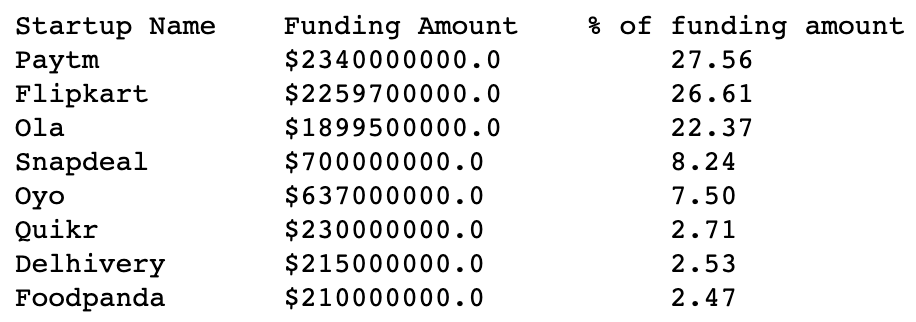 Startup Name    Funding Amount    % of funding amount
Paytm    $2340000000.0    27.56
Flipkart    $2259700000.0    26.61
Ola    $1899500000.0    22.37
Snapdeal    $700000000.0    8.24
Oyo    $637000000.0    7.50
Quikr    $230000000.0    2.71
Delhivery    $215000000.0    2.53
Foodpanda    $210000000.0    2.47